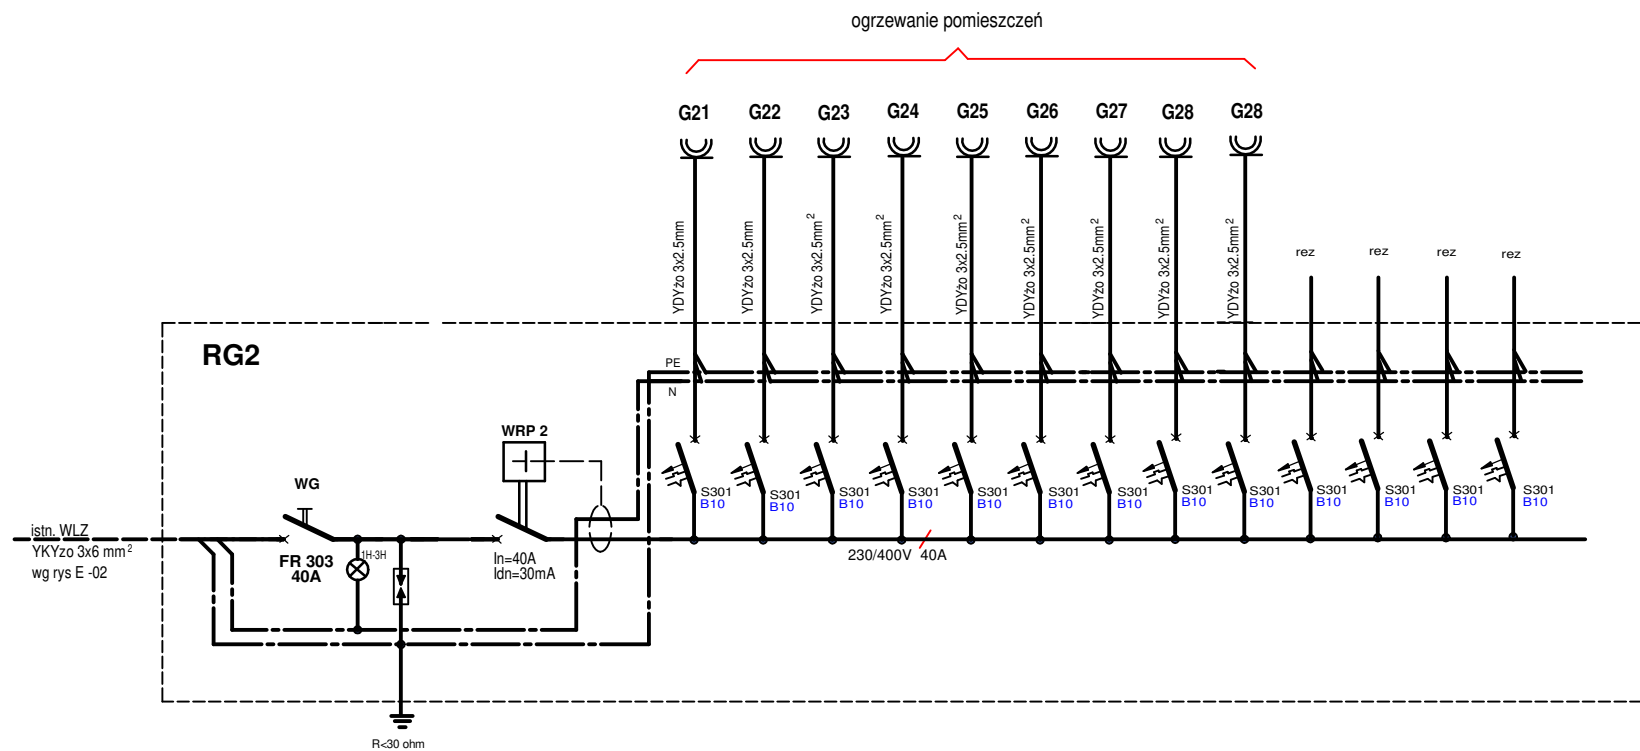 ogrzewanie pomieszczeń
G21 G22 G23 G24 G25 G26 G27 G28 G28
YDYżo 3x2.5mm
YDYżo 3x2.5mm
YDYżo 3x2.5mm²
YDYżo 3x2.5mm²
YDYżo 3x2.5mm²
YDYżo 3x2.5mm²
YDYżo 3x2.5mm²
YDYżo 3x2.5mm²
YDYżo 3x2.5mm²
rez rez rez rez
RG2
PE
N
WRP 2
WG
S301 S301 S301 S301 S301 S301 S301 S301 S301 S301 S301 S301 S301
B10 B10 B10 B10 B10 B10 B10 B10 B10 B10 B10 B10 B10
istn. WLZ
YKYzo 3x6 mm²
wg rys E -02
FR 303
40A
1H-3H
In=40A
Idn=30mA
230/400V 40A
R<30 ohm